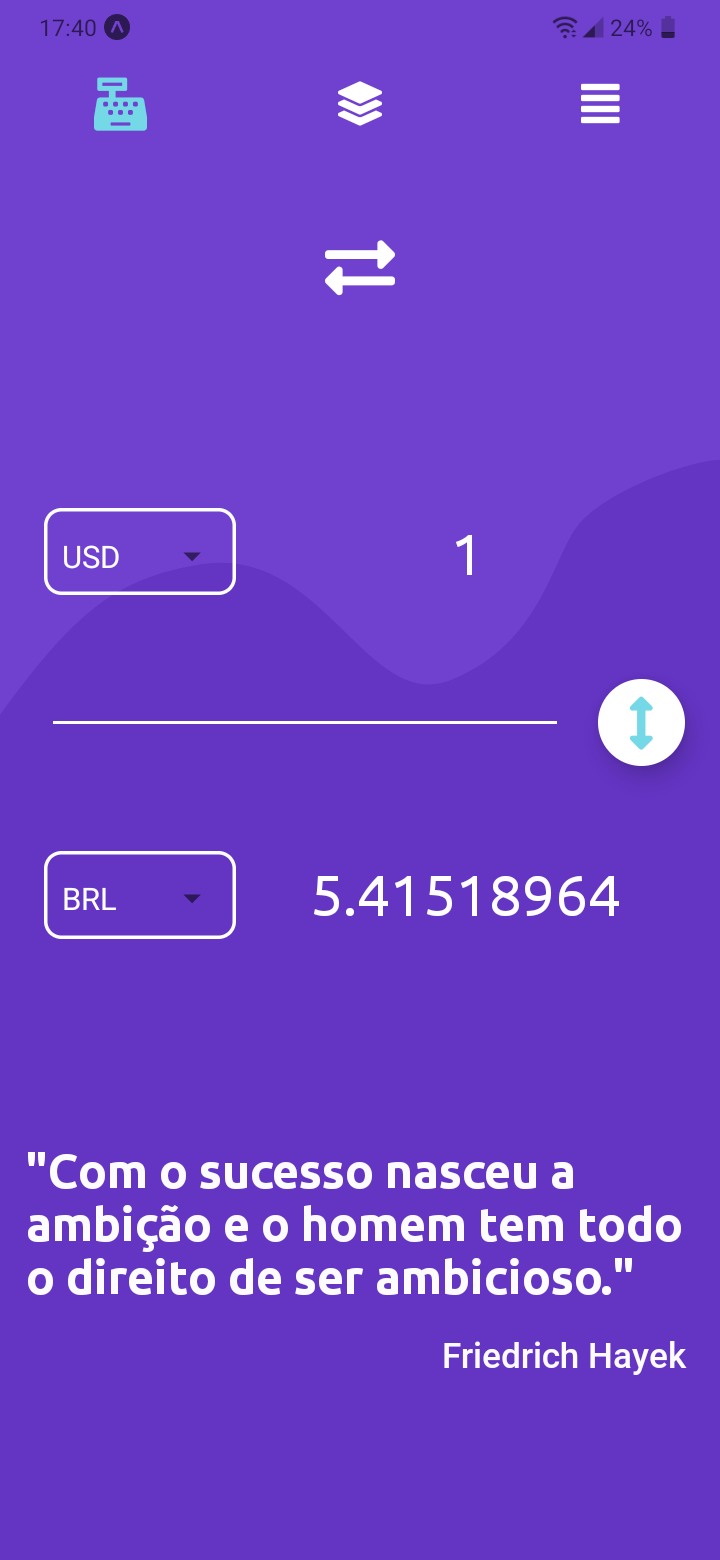 17:40 24%
USD 1
BRL 5.41518964
"Com o sucesso nasceu a
ambição e o homem tem todo
o direito de ser ambicioso."
Friedrich Hayek